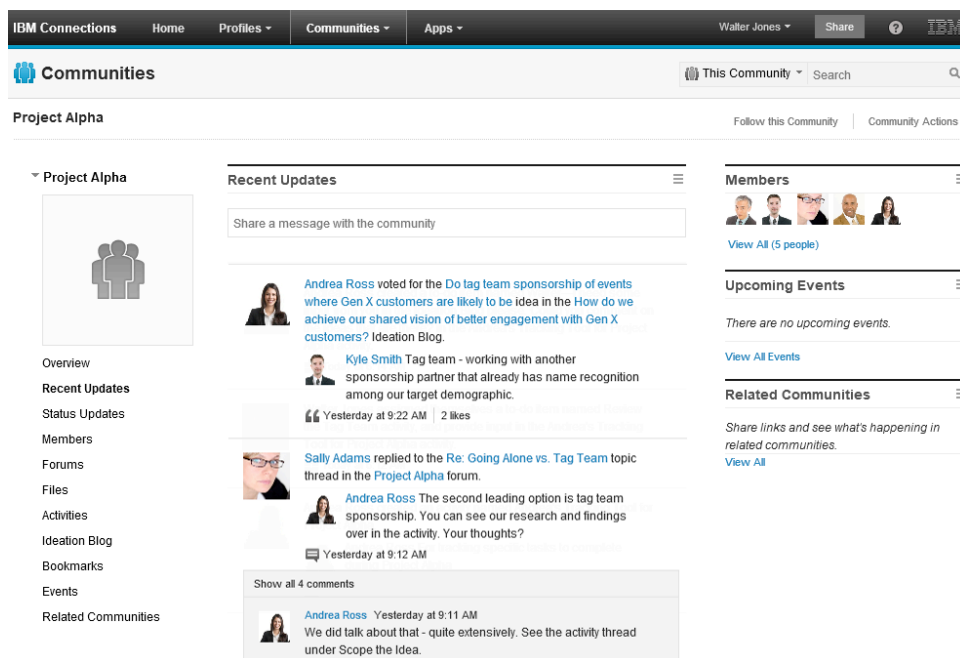 IBM Connections Home Profiles Communities Apps Walter Jones Share ? IBM
Communities
This Community Search
Project Alpha
Follow this Community Community Actions
Project Alpha
Overview
Recent Updates
Status Updates
Members
Forums
Files
Activities
Ideation Blog
Bookmarks
Events
Related Communities
Recent Updates
Share a message with the community
Andrea Ross voted for the Do tag team sponsorship of events
where Gen X customers are likely to be idea in the How do we
achieve our shared vision of better engagement with Gen X
customers? Ideation Blog.
Kyle Smith Tag team - working with another
sponsorship partner that already has name recognition
among our target demographic.
Yesterday at 9:22 AM 2 likes
Sally Adams replied to the Re: Going Alone vs. Tag Team topic
thread in the Project Alpha forum.
Andrea Ross The second leading option is tag team
sponsorship. You can see our research and findings
over in the activity. Your thoughts?
Yesterday at 9:12 AM
Show all 4 comments
Andrea Ross Yesterday at 9:11 AM
We did talk about that - quite extensively. See the activity thread
under Scope the Idea.
Members
View All (5 people)
Upcoming Events
There are no upcoming events.
View All Events
Related Communities
Share links and see what's happening in
related communities.
View All